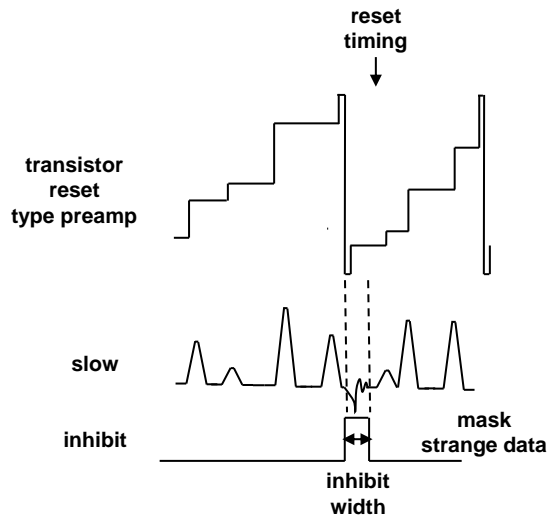 reset
timing
transistor
reset
type preamp
slow
inhibit
mask
strange data
inhibit
width